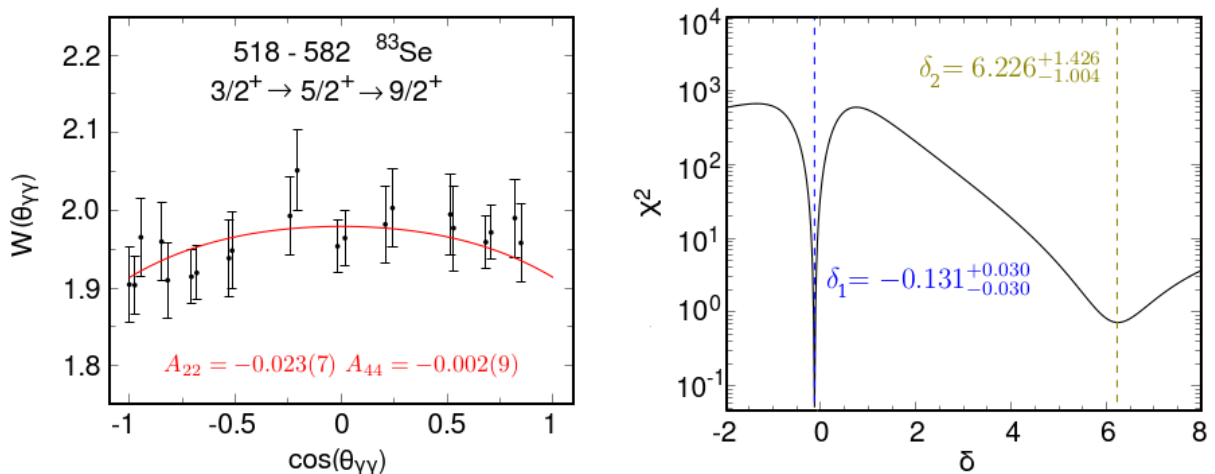 518 - 582 ⁸³Se
3/2⁺ → 5/2⁺ → 9/2⁺
2.2
2.1
2.0
1.9
1.8
W(θγγ)
A₂₂ = −0.023(7) A₄₄ = −0.002(9)
-1 -0.5 0 0.5 1
cos(θγγ)
10⁴
10³
10²
10¹
10⁰
10⁻¹
χ²
δ₂= 6.226 +1.426 −1.004
δ₁= −0.131 +0.030 −0.030
-2 0 2 4 6 8
δ